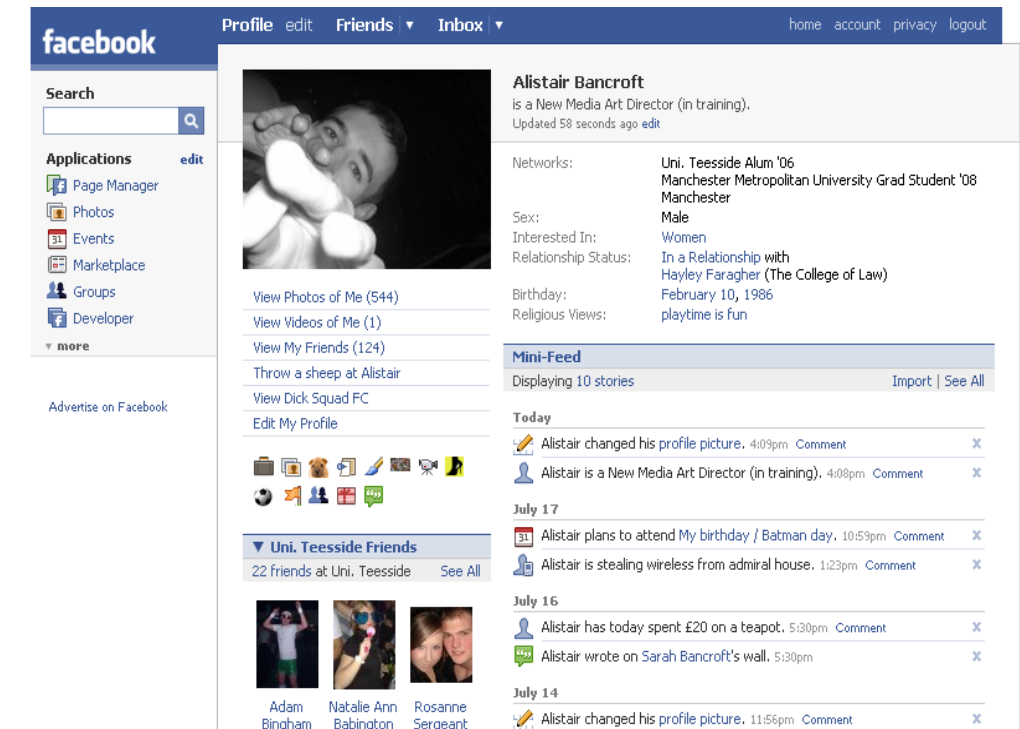 facebook
Profile edit Friends ▼ Inbox ▼
home account privacy logout
Search
Applications edit
Page Manager
Photos
31 Events
Marketplace
Groups
Developer
▼ more
Advertise on Facebook
View Photos of Me (544)
View Videos of Me (1)
View My Friends (124)
Throw a sheep at Alistair
View Dick Squad FC
Edit My Profile
▼ Uni. Teesside Friends
22 friends at Uni. Teesside See All
Adam Natalie Ann Rosanne
Bingham Babington Sergeant
Alistair Bancroft
is a New Media Art Director (in training).
Updated 58 seconds ago edit
Networks: Uni. Teesside Alum '06
Manchester Metropolitan University Grad Student '08
Manchester
Sex: Male
Interested In: Women
Relationship Status: In a Relationship with
Hayley Faragher (The College of Law)
Birthday: February 10, 1986
Religious Views: playtime is fun
Mini-Feed
Displaying 10 stories Import | See All
Today
Alistair changed his profile picture. 4:09pm Comment x
Alistair is a New Media Art Director (in training). 4:08pm Comment x
July 17
31 Alistair plans to attend My birthday / Batman day. 10:59pm Comment x
Alistair is stealing wireless from admiral house. 1:23pm Comment x
July 16
Alistair has today spent £20 on a teapot. 5:30pm Comment x
Alistair wrote on Sarah Bancroft's wall. 5:30pm x
July 14
Alistair changed his profile picture. 11:56pm Comment x